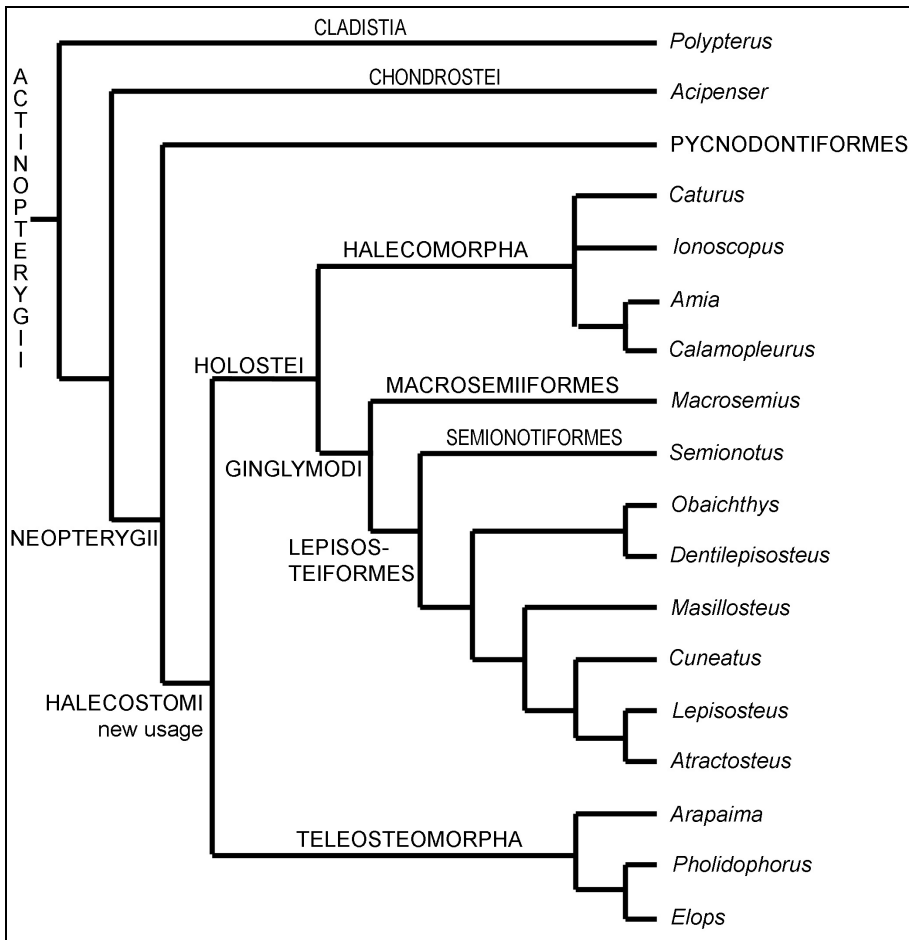 CLADISTIA
Polypterus
ACTINOPTERYGII
CHONDROSTEI
Acipenser
PYCNODONTIFORMES
Caturus
HALECOMORPHA
Ionoscopus
Amia
Calamopleurus
HOLOSTEI
MACROSEMIIFORMES
Macrosemius
SEMIONOTIFORMES
Semionotus
GINGLYMODI
Obaichthys
NEOPTERYGII
LEPISOS-
TEIFORMES
Dentilepisosteus
Masillosteus
Cuneatus
HALECOSTOMI
new usage
Lepisosteus
Atractosteus
Arapaima
TELEOSTEOMORPHA
Pholidophorus
Elops